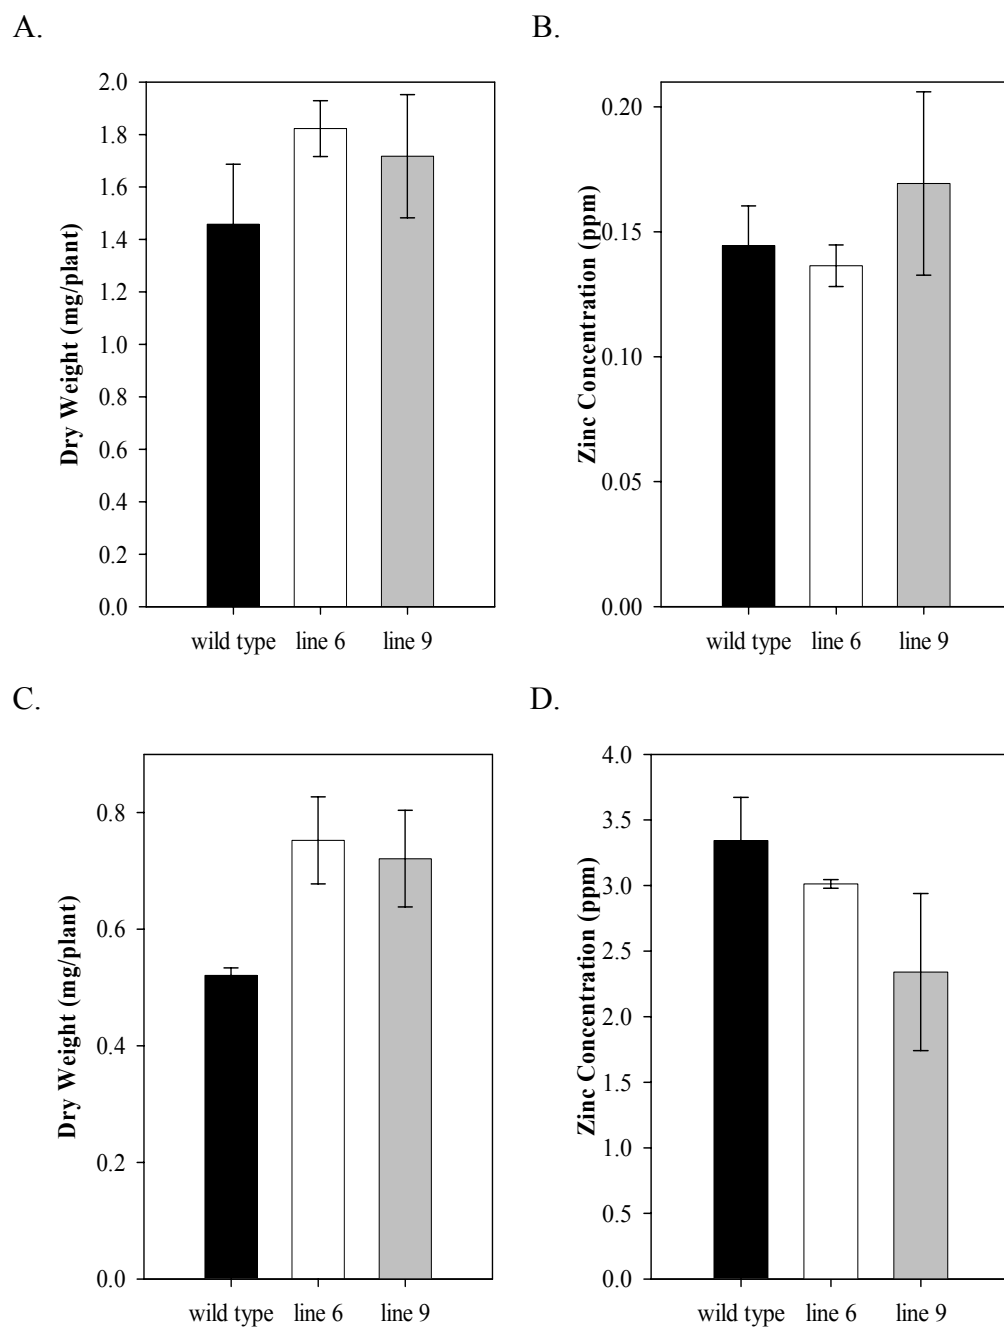 A.
Dry Weight (mg/plant)
2.0
1.8
1.6
1.4
1.2
1.0
0.8
0.6
0.4
0.2
0.0
wild type line 6 line 9
B.
Zinc Concentration (ppm)
0.20
0.15
0.10
0.05
0.00
wild type line 6 line 9
C.
Dry Weight (mg/plant)
0.8
0.6
0.4
0.2
0.0
wild type line 6 line 9
D.
Zinc Concentration (ppm)
4.0
3.5
3.0
2.5
2.0
1.5
1.0
0.5
0.0
wild type line 6 line 9